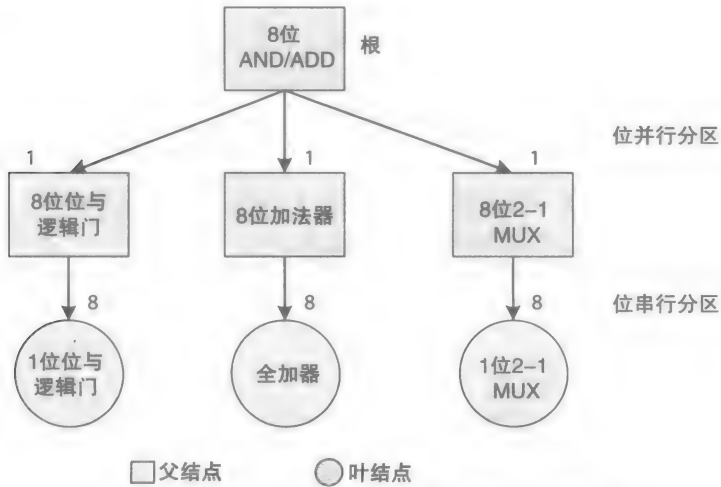 8位
AND/ADD
根
位并行分区
1
1
1
8位位与
逻辑门
8位加法器
8位2-1
MUX
8
8
8
位串行分区
1位位与
逻辑门
全加器
1位2-1
MUX
父结点
叶结点